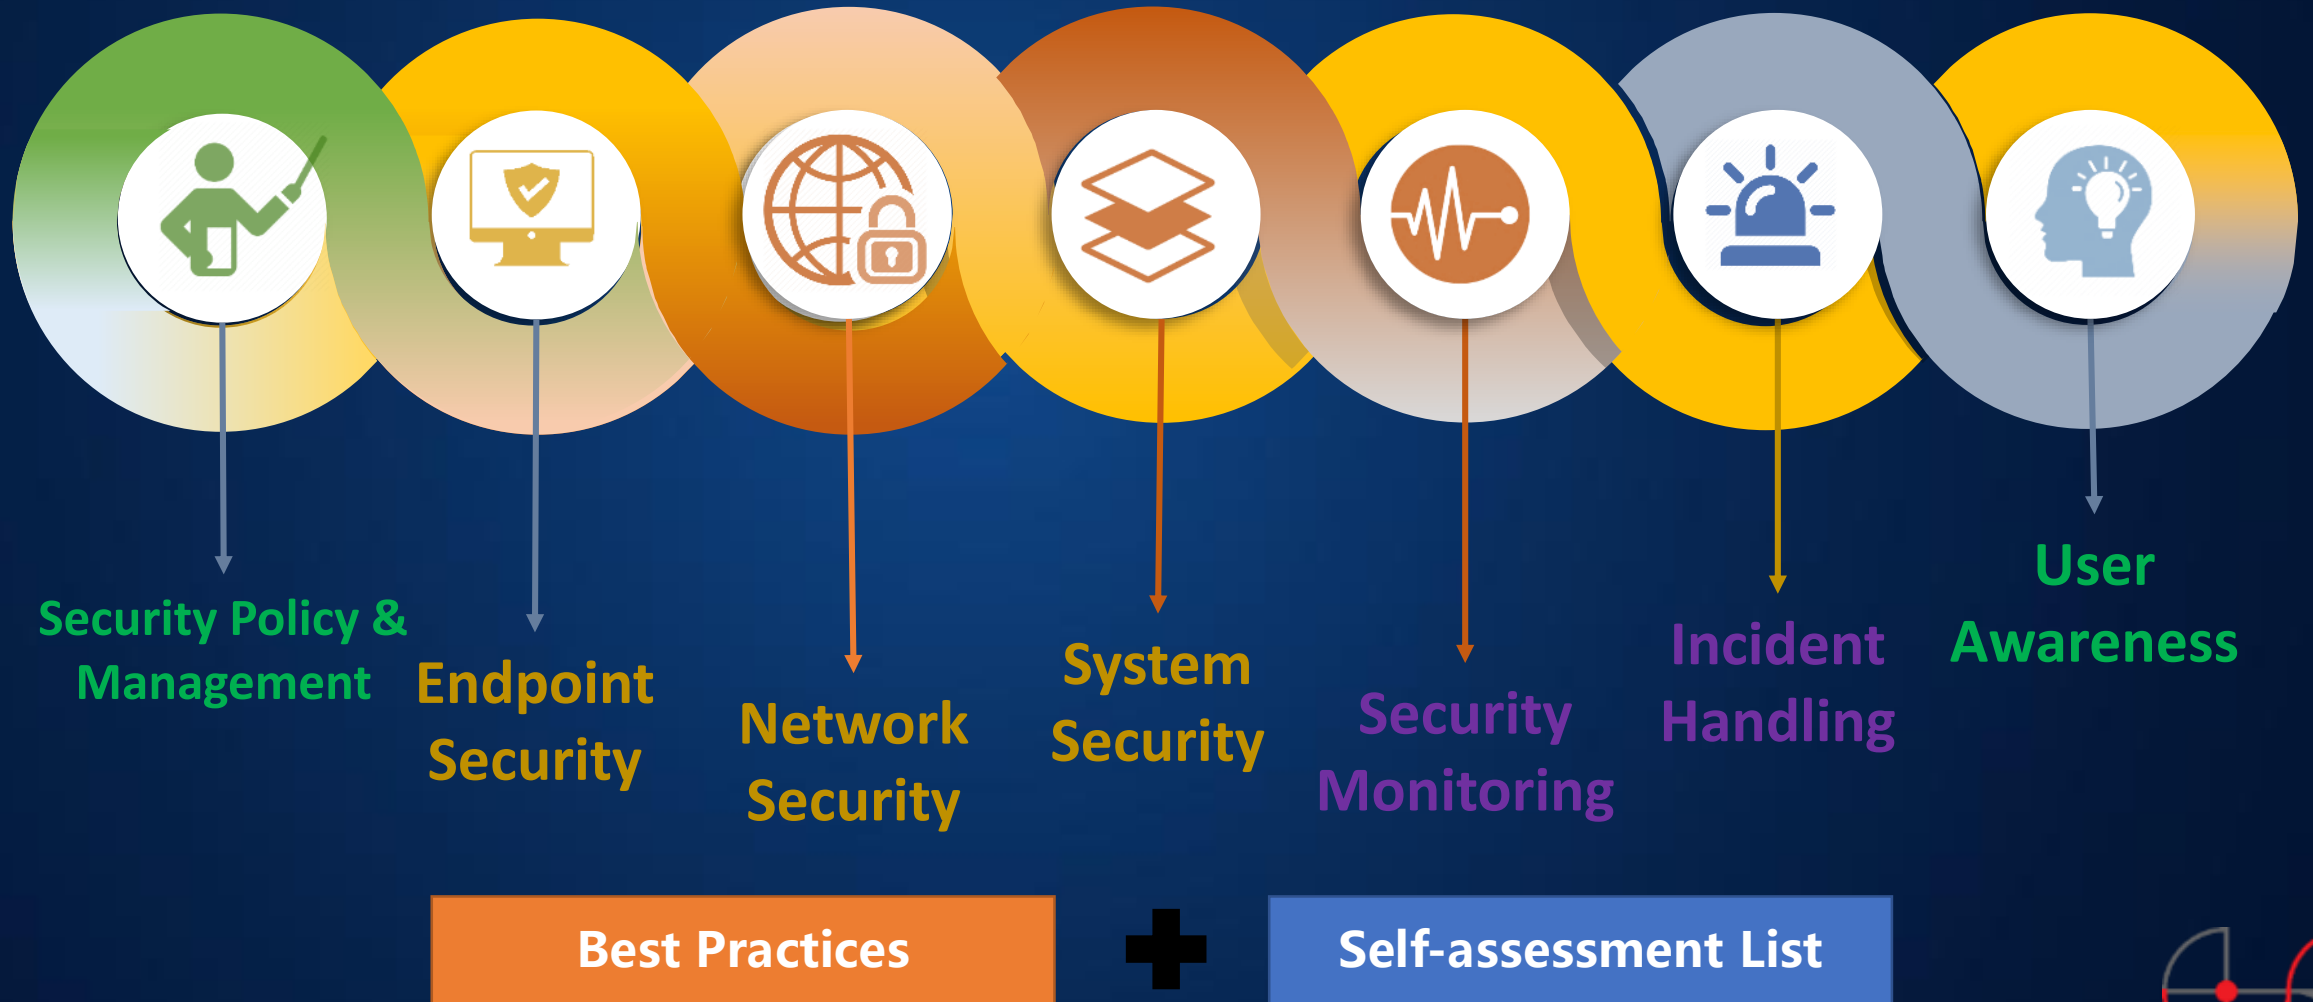 Security Policy &
Management
Endpoint
Security
Network
Security
System
Security
Security
Monitoring
Incident
Handling
User
Awareness
Best Practices
Self-assessment List